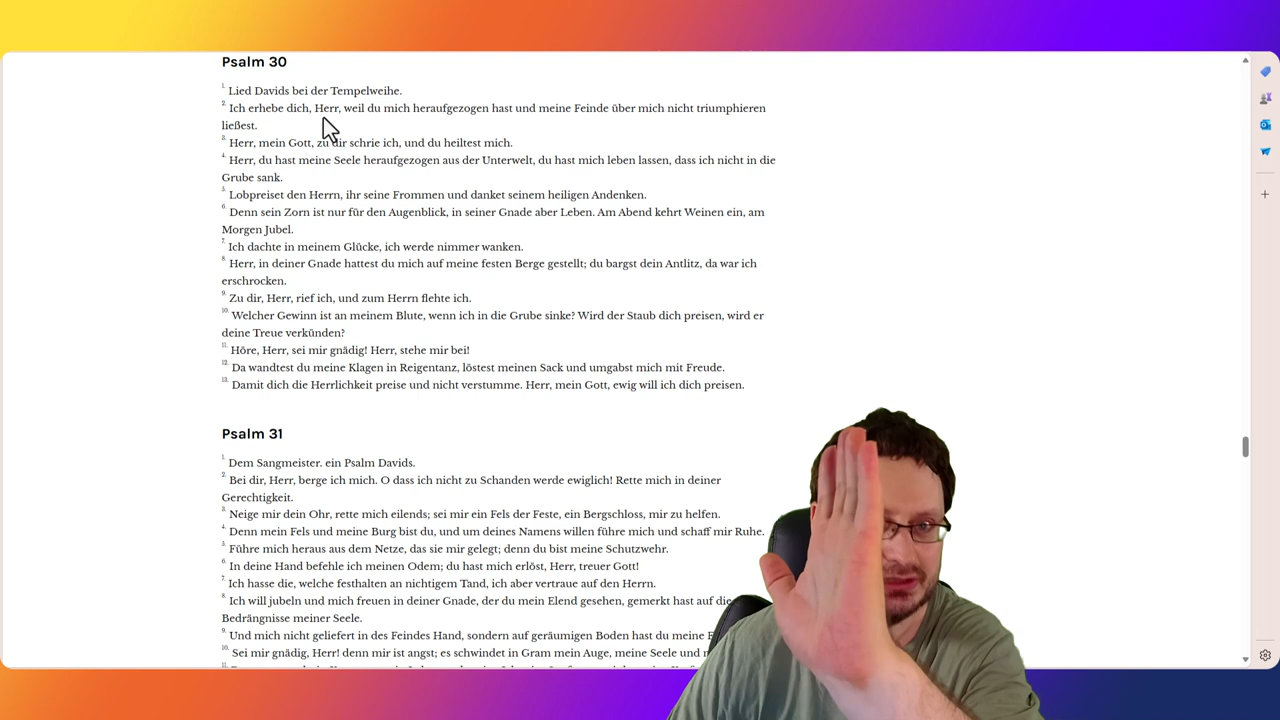 Psalm 30
1. Lied Davids bei der Tempelweihe.
2. Ich erhebe dich, Herr, weil du mich heraufgezogen hast und meine Feinde über mich nicht triumphieren
ließest.
3. Herr, mein Gott, zu dir schrie ich, und du heiltest mich.
4. Herr, du hast meine Seele heraufgezogen aus der Unterwelt, du hast mich leben lassen, dass ich nicht in die
Grube sank.
5. Lobpreiset den Herrn, ihr seine Frommen und danket seinem heiligen Andenken.
6. Denn sein Zorn ist nur für den Augenblick, in seiner Gnade aber Leben. Am Abend kehrt Weinen ein, am
Morgen Jubel.
7. Ich dachte in meinem Glücke, ich werde nimmer wanken.
8. Herr, in deiner Gnade hattest du mich auf meine festen Berge gestellt; du bargst dein Antlitz, da war ich
erschrocken.
9. Zu dir, Herr, rief ich, und zum Herrn flehte ich.
10. Welcher Gewinn ist an meinem Blute, wenn ich in die Grube sinke? Wird der Staub dich preisen, wird er
deine Treue verkünden?
11. Höre, Herr, sei mir gnädig! Herr, stehe mir bei!
12. Da wandtest du meine Klagen in Reigentanz, löstest meinen Sack und umgabst mich mit Freude.
13. Damit dich die Herrlichkeit preise und nicht verstumme. Herr, mein Gott, ewig will ich dich preisen.
Psalm 31
1. Dem Sangmeister. ein Psalm Davids.
2. Bei dir, Herr, berge ich mich. O dass ich nicht zu Schanden werde ewiglich! Rette mich in deiner
Gerechtigkeit.
3. Neige mir dein Ohr, rette mich eilends; sei mir ein Fels der Feste, ein Bergschloss, mir zu helfen.
4. Denn mein Fels und meine Burg bist du, und um deines Namens willen führe mich und schaff mir Ruhe.
5. Führe mich heraus aus dem Netze, das sie mir gelegt; denn du bist meine Schutzwehr.
6. In deine Hand befehle ich meinen Odem; du hast mich erlöst, Herr, treuer Gott!
7. Ich hasse die, welche festhalten an nichtigem Tand, ich aber vertraue auf den Herrn.
8. Ich will jubeln und mich freuen in deiner Gnade, der du mein Elend gesehen, gemerkt hast auf die
Bedrängnisse meiner Seele.
9. Und mich nicht geliefert in des Feindes Hand, sondern auf geräumigen Boden hast du meine
10. Sei mir gnädig, Herr! denn mir ist angst; es schwindet in Gram mein Auge, meine Seele und